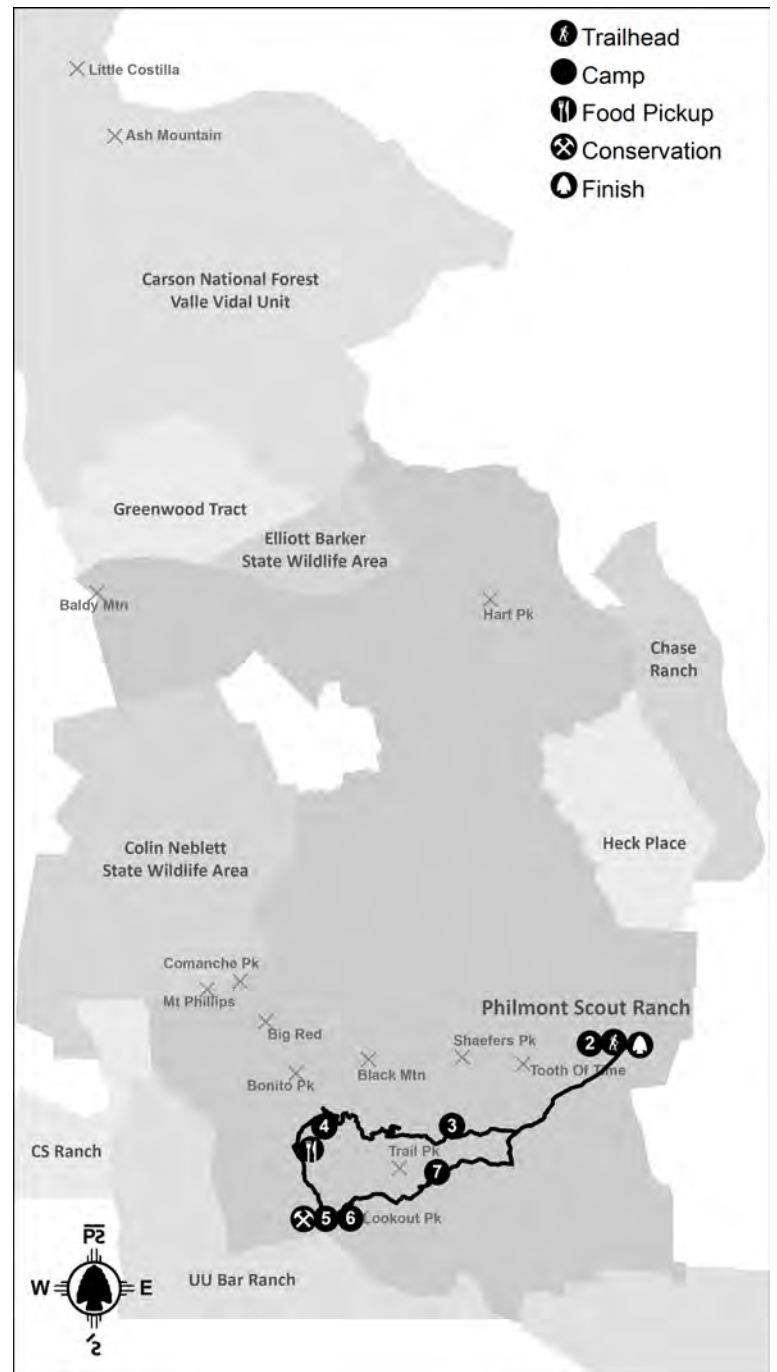 Trailhead
Camp
Food Pickup
Conservation
Finish
Little Costilla
Ash Mountain
Carson National Forest
Valle Vidal Unit
Greenwood Tract
Elliott Barker
State Wildlife Area
Baldy Mtn
Hart Pk
Chase
Ranch
Heck Place
Colin Neblett
State Wildlife Area
Comanche Pk
Mt Phillips
Big Red
Bonito Pk
Black Mtn
Shaefers Pk
Philmont Scout Ranch
2
Tooth Of Time
4
3
Trail Pk
7
5
6
Lookout Pk
CS Ranch
UU Bar Ranch
W
E